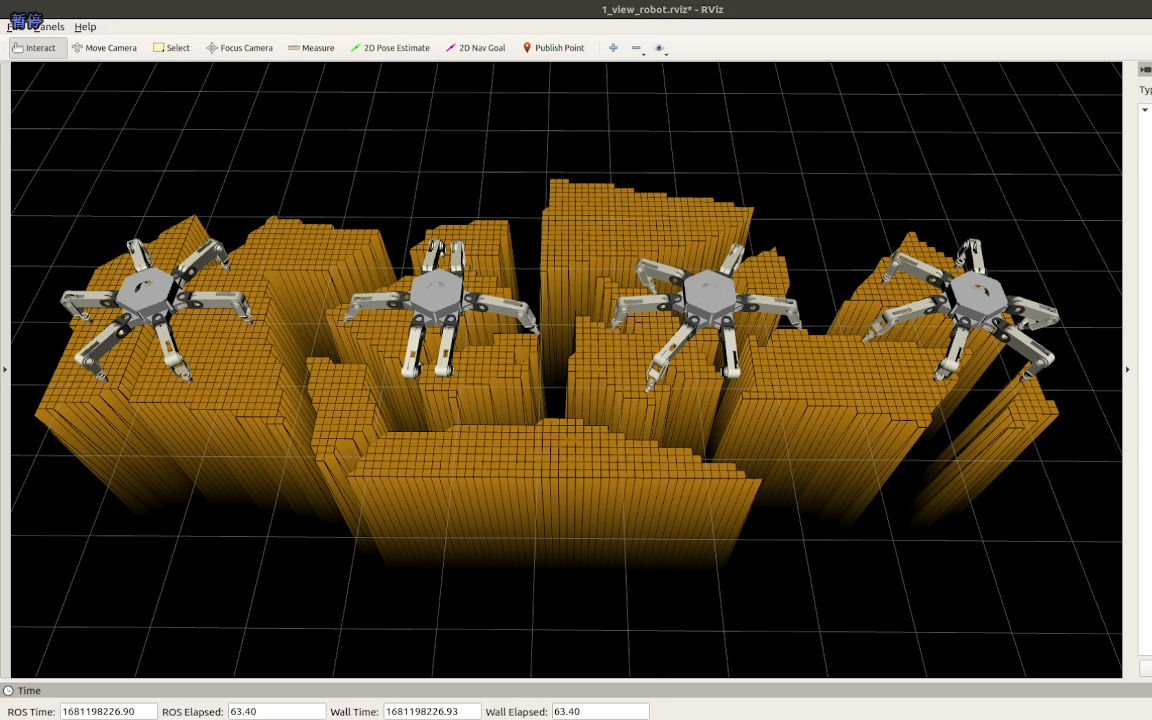 1_view_robot.rviz* - RViz
暂停
Panels Help
Interact Move Camera Select Focus Camera Measure 2D Pose Estimate 2D Nav Goal Publish Point
Time
ROS Time: 1681198226.90 ROS Elapsed: 63.40 Wall Time: 1681198226.93 Wall Elapsed: 63.40